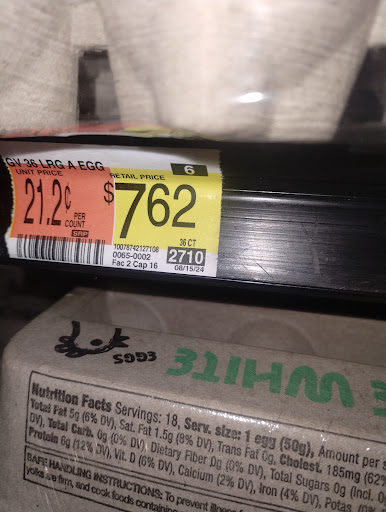 GV 36 LRG A EGG
6
UNIT PRICE
RETAIL PRICE
21.2¢
PER
COUNT
SRP
$762
10078742127108
36 CT
0065-0002
2710
Fac 2 Cap 16
08/15/24
EGGS
WHITE
Nutrition Facts Servings: 18, Serv. size: 1 egg (50g), Amount per
Total Fat 5g (6% DV), Sat. Fat 1.5g (8% DV), Trans Fat 0g, Cholest. 185mg (62%
DV), Total Carb. 0g (0% DV), Dietary Fiber 0g (0% DV), Total Sugars 0g (Incl. 0g
Protein 6g (12% DV), Vit. D (6% DV), Calcium (2% DV), Iron (4% DV), Potas. (0%
SAFE HANDLING INSTRUCTIONS: To prevent illness
yolks are firm, and cook foods containing